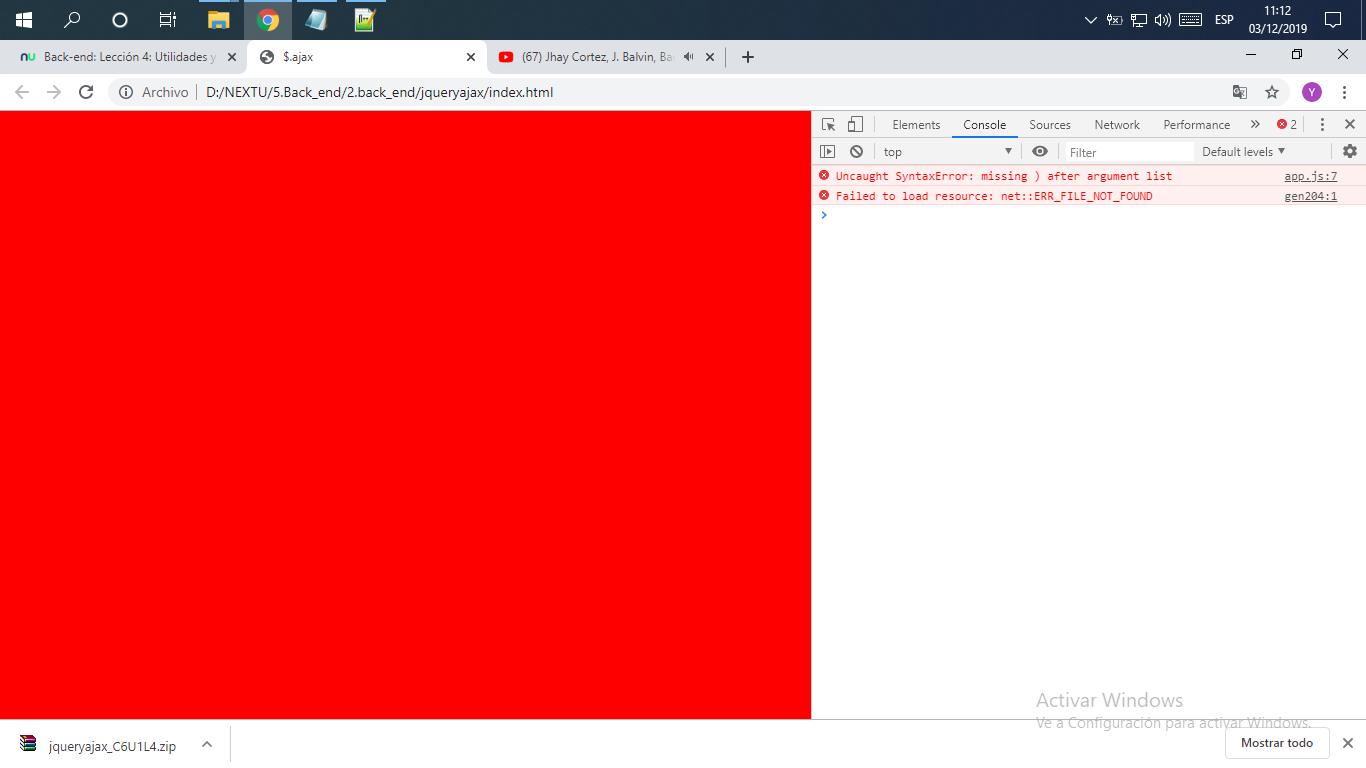 ESP
11:12
03/12/2019
nu Back-end: Lección 4: Utilidades y
$.ajax
(67) Jhay Cortez, J. Balvin, Ba
Archivo D:/NEXTU/5.Back_end/2.back_end/jqueryajax/index.html
Y
Elements Console Sources Network Performance » 2
top Filter Default levels
Uncaught SyntaxError: missing ) after argument list app.js:7
Failed to load resource: net::ERR_FILE_NOT_FOUND gen204:1
Activar Windows
Ve a Configuración para activar Windows.
jqueryajax_C6U1L4.zip
Mostrar todo